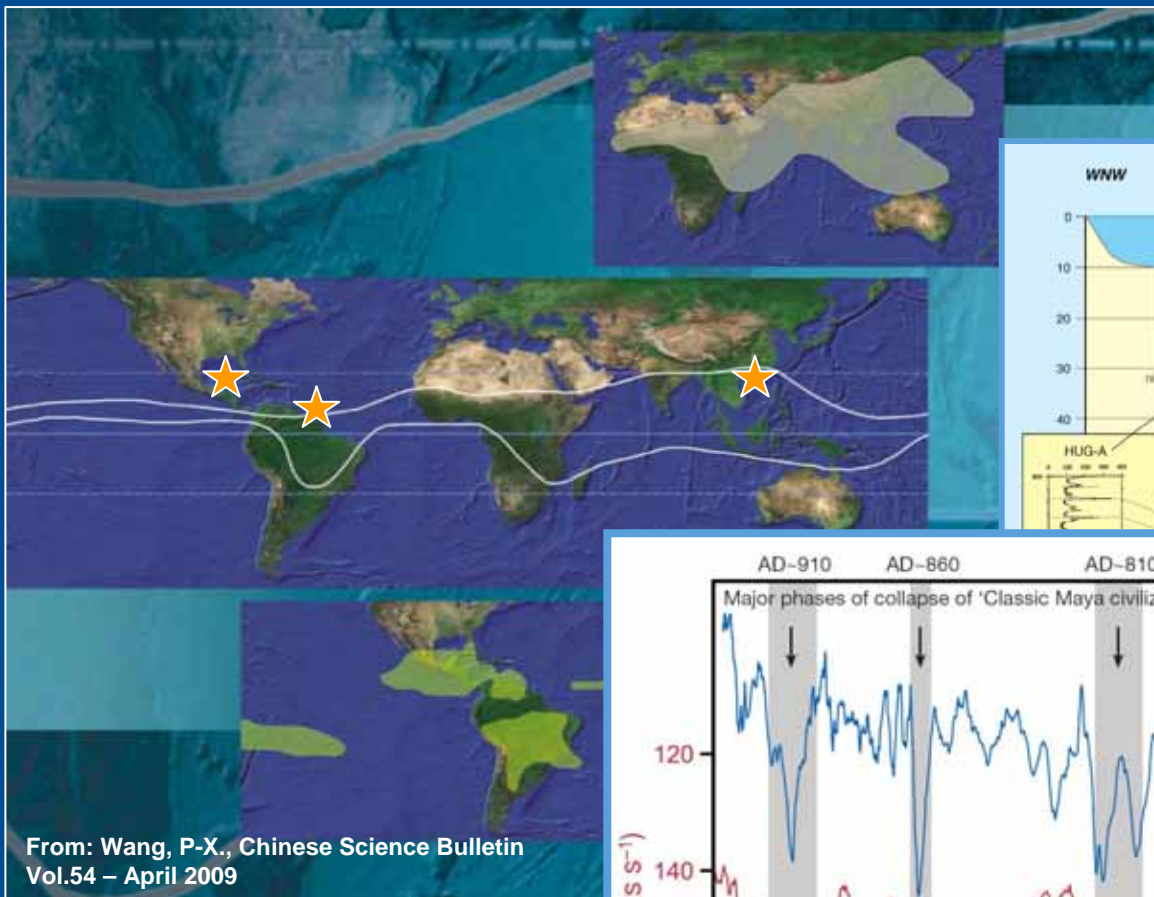 WNW
0
10
20
30
40
HUG-A
AD~910 AD~860 AD~810
Major phases of collapse of 'Classic Maya civiliz
120
140
s s⁻¹)
From: Wang, P-X., Chinese Science Bulletin
Vol.54 – April 2009